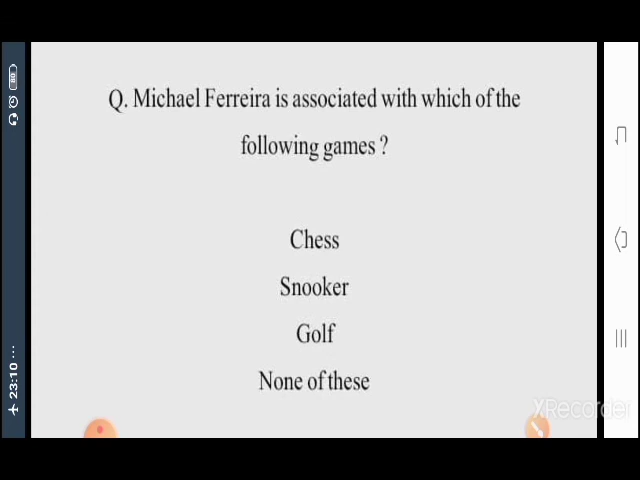 Q. Michael Ferreira is associated with which of the
following games ?
Chess
Snooker
Golf
None of these
XRecorder
23:10 ...
60